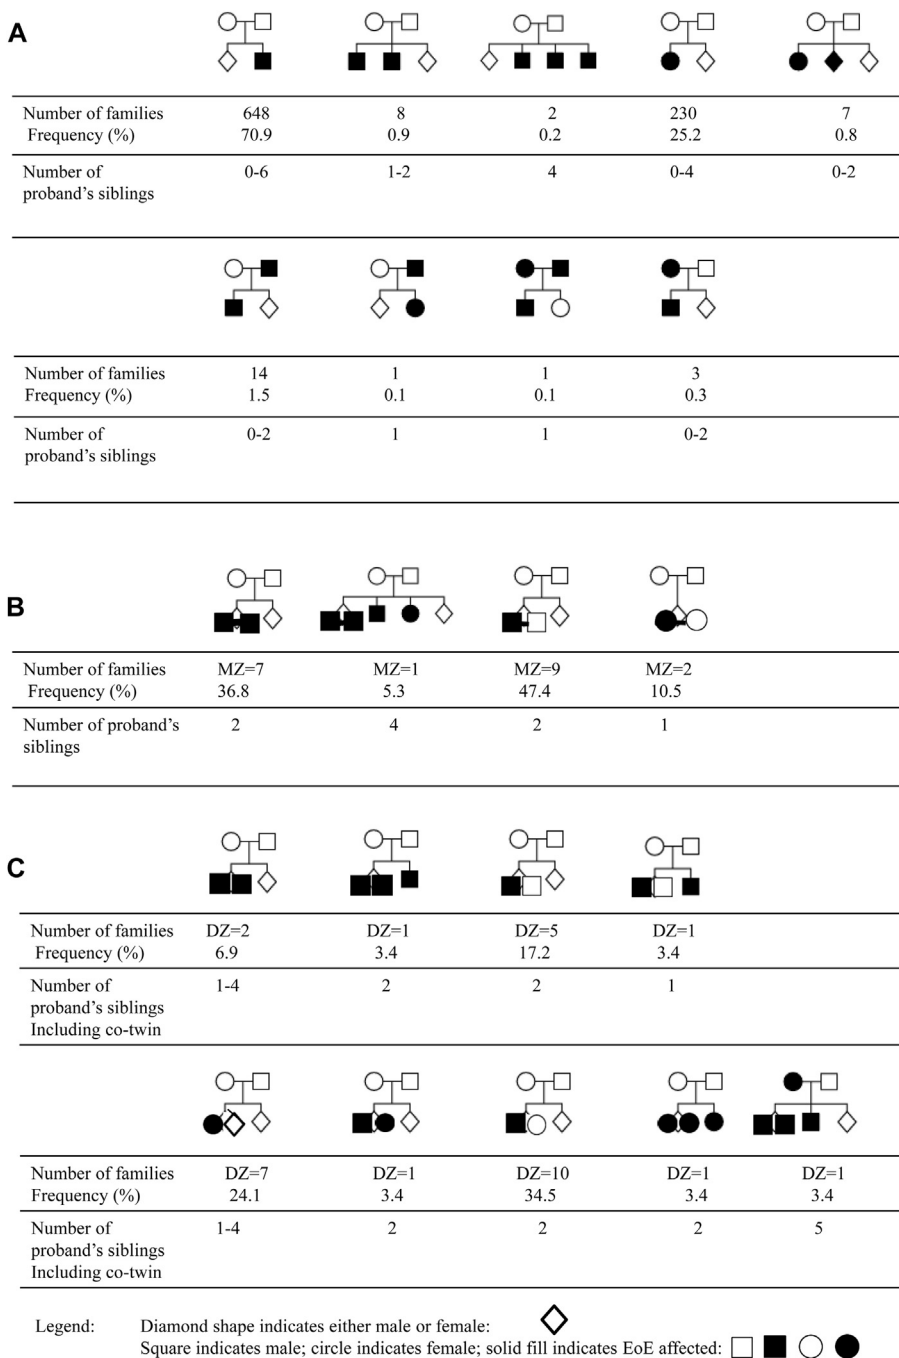 A
Number of families 648 8 2 230 7
Frequency (%) 70.9 0.9 0.2 25.2 0.8
Number of 0-6 1-2 4 0-4 0-2
proband’s siblings
Number of families 14 1 1 3
Frequency (%) 1.5 0.1 0.1 0.3
Number of 0-2 1 1 0-2
proband’s siblings
B
Number of families MZ=7 MZ=1 MZ=9 MZ=2
Frequency (%) 36.8 5.3 47.4 10.5
Number of proband’s 2 4 2 1
siblings
C
Number of families DZ=2 DZ=1 DZ=5 DZ=1
Frequency (%) 6.9 3.4 17.2 3.4
Number of 1-4 2 2 1
proband’s siblings
Including co-twin
Number of families DZ=7 DZ=1 DZ=10 DZ=1 DZ=1
Frequency (%) 24.1 3.4 34.5 3.4 3.4
Number of 1-4 2 2 2 5
proband’s siblings
Including co-twin
Legend: Diamond shape indicates either male or female:
Square indicates male; circle indicates female; solid fill indicates EoE affected: